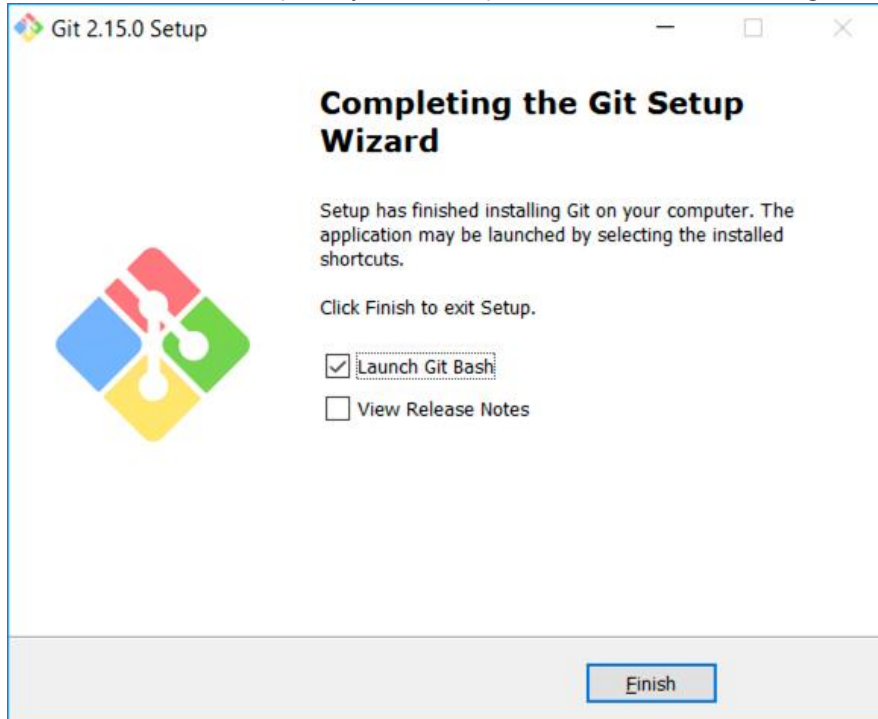 Git 2.15.0 Setup
Completing the Git Setup
Wizard
Setup has finished installing Git on your computer. The
application may be launched by selecting the installed
shortcuts.
Click Finish to exit Setup.
Launch Git Bash
View Release Notes
Finish